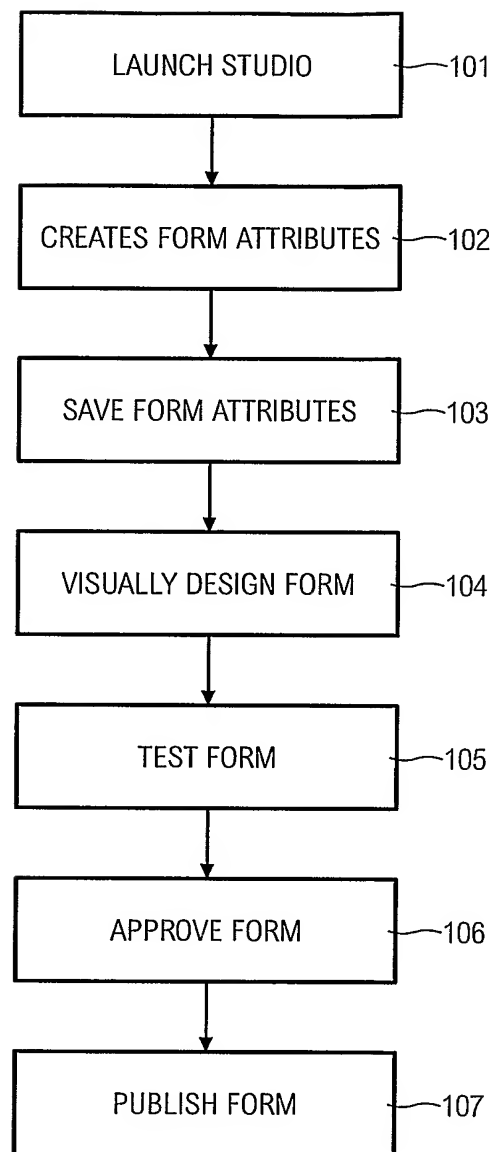 LAUNCH STUDIO 101
CREATES FORM ATTRIBUTES 102
SAVE FORM ATTRIBUTES 103
VISUALLY DESIGN FORM 104
TEST FORM 105
APPROVE FORM 106
PUBLISH FORM 107